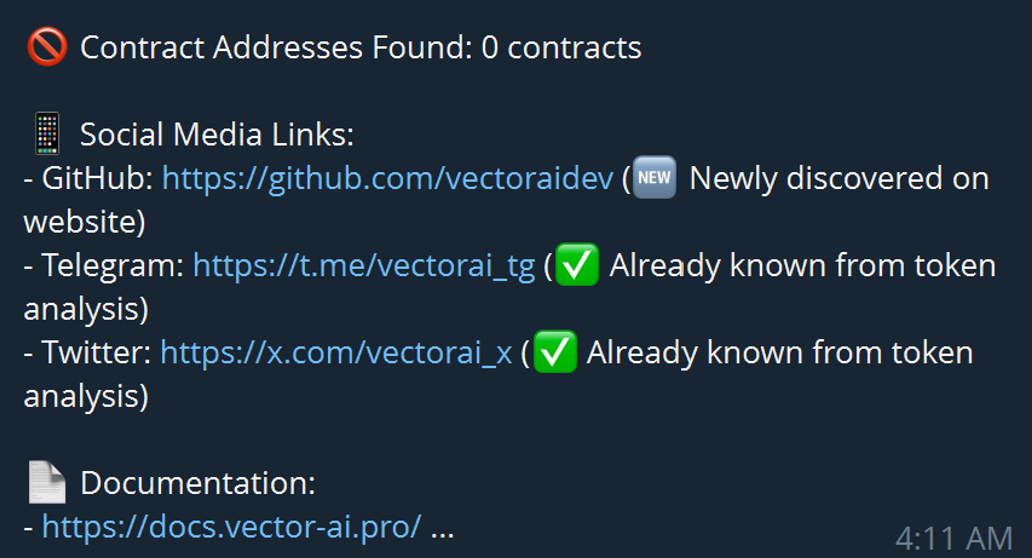 🚫 Contract Addresses Found: 0 contracts
📱 Social Media Links:
- GitHub: https://github.com/vectoraidev (🆕 Newly discovered on
website)
- Telegram: https://t.me/vectorai_tg (✅ Already known from token
analysis)
- Twitter: https://x.com/vectorai_x (✅ Already known from token
analysis)
📄 Documentation:
- https://docs.vector-ai.pro/ ...
4:11 AM